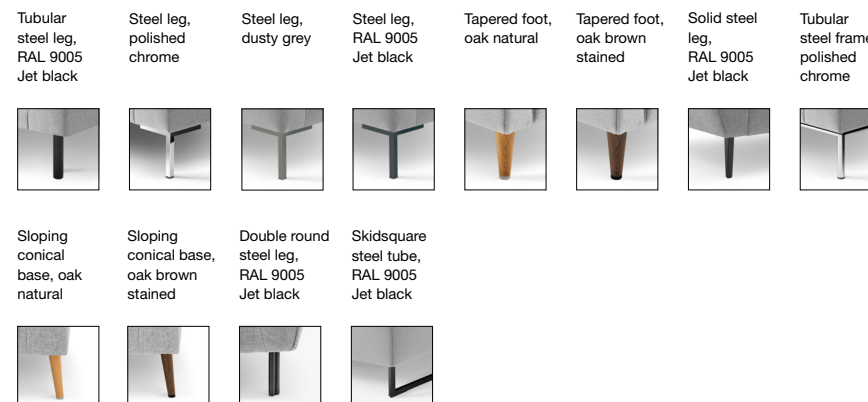 Tubular
steel leg,
RAL 9005
Jet black
Steel leg,
polished
chrome
Steel leg,
dusty grey
Steel leg,
RAL 9005
Jet black
Tapered foot,
oak natural
Tapered foot,
oak brown
stained
Solid steel
leg,
RAL 9005
Jet black
Tubular
steel frame
polished
chrome
Sloping
conical
base, oak
natural
Sloping
conical base,
oak brown
stained
Double round
steel leg,
RAL 9005
Jet black
Skidsquare
steel tube,
RAL 9005
Jet black